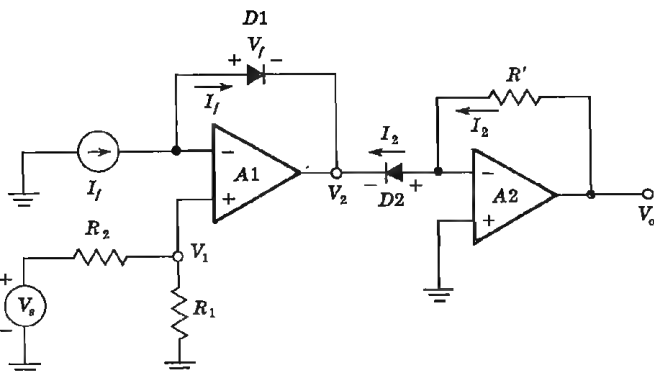 D1
+ V_f −
I_f
R'
I_2
I_2
−
A1
+
I_f
V_2
− D2 +
−
A2
+
V_o
R_2
V_1
+
V_s
−
R_1